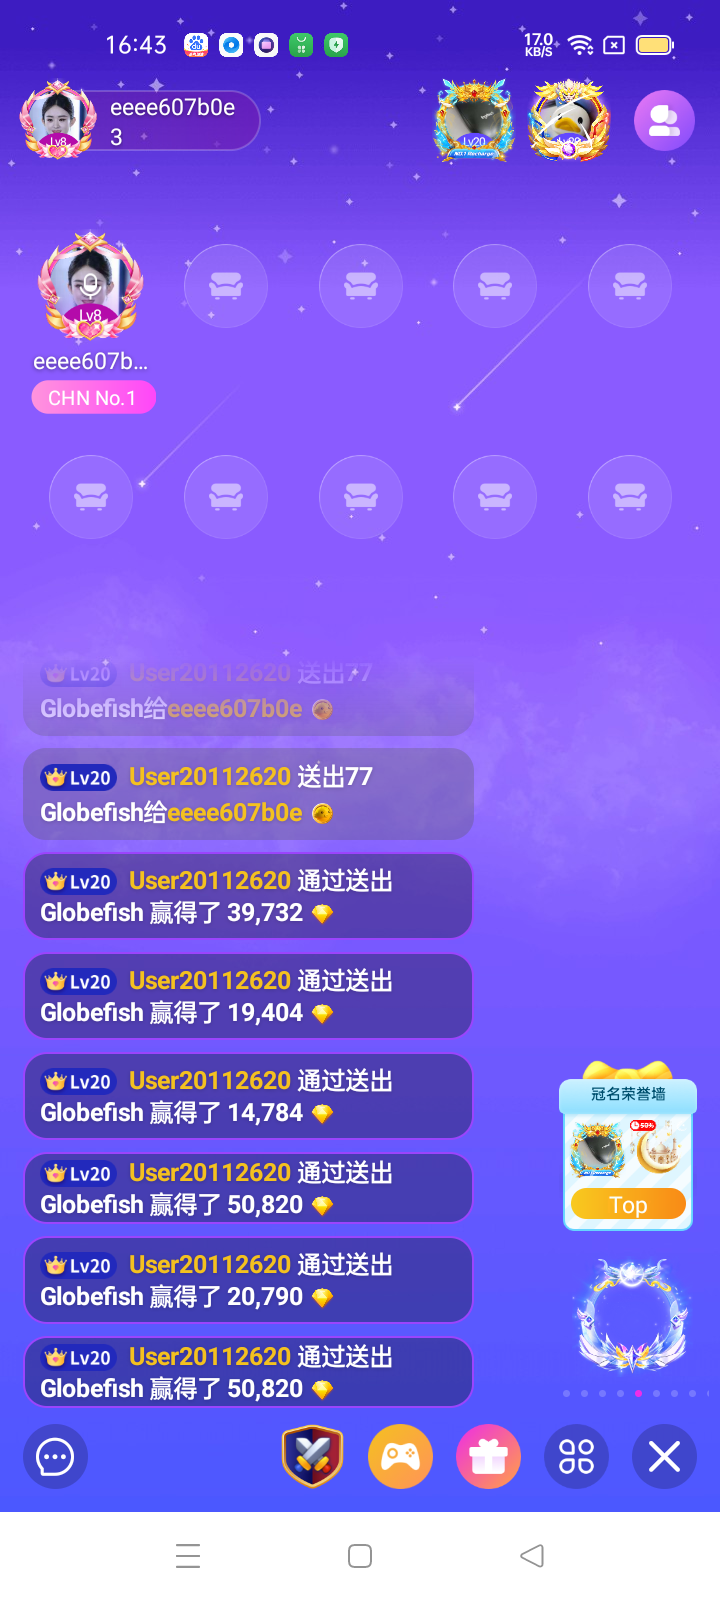 16:43
17.0
KB/S
eeee607b0e
3
Lv8
Lv20
Lv8
eeee607b...
CHN No.1
Lv20 User20112620 送出77
Globefish给eeee607b0e
Lv20 User20112620 送出77
Globefish给eeee607b0e
Lv20 User20112620 通过送出
Globefish 赢得了 39,732
Lv20 User20112620 通过送出
Globefish 赢得了 19,404
Lv20 User20112620 通过送出
Globefish 赢得了 14,784
Lv20 User20112620 通过送出
Globefish 赢得了 50,820
Lv20 User20112620 通过送出
Globefish 赢得了 20,790
Lv20 User20112620 通过送出
Globefish 赢得了 50,820
冠名荣誉墙
50%
Top